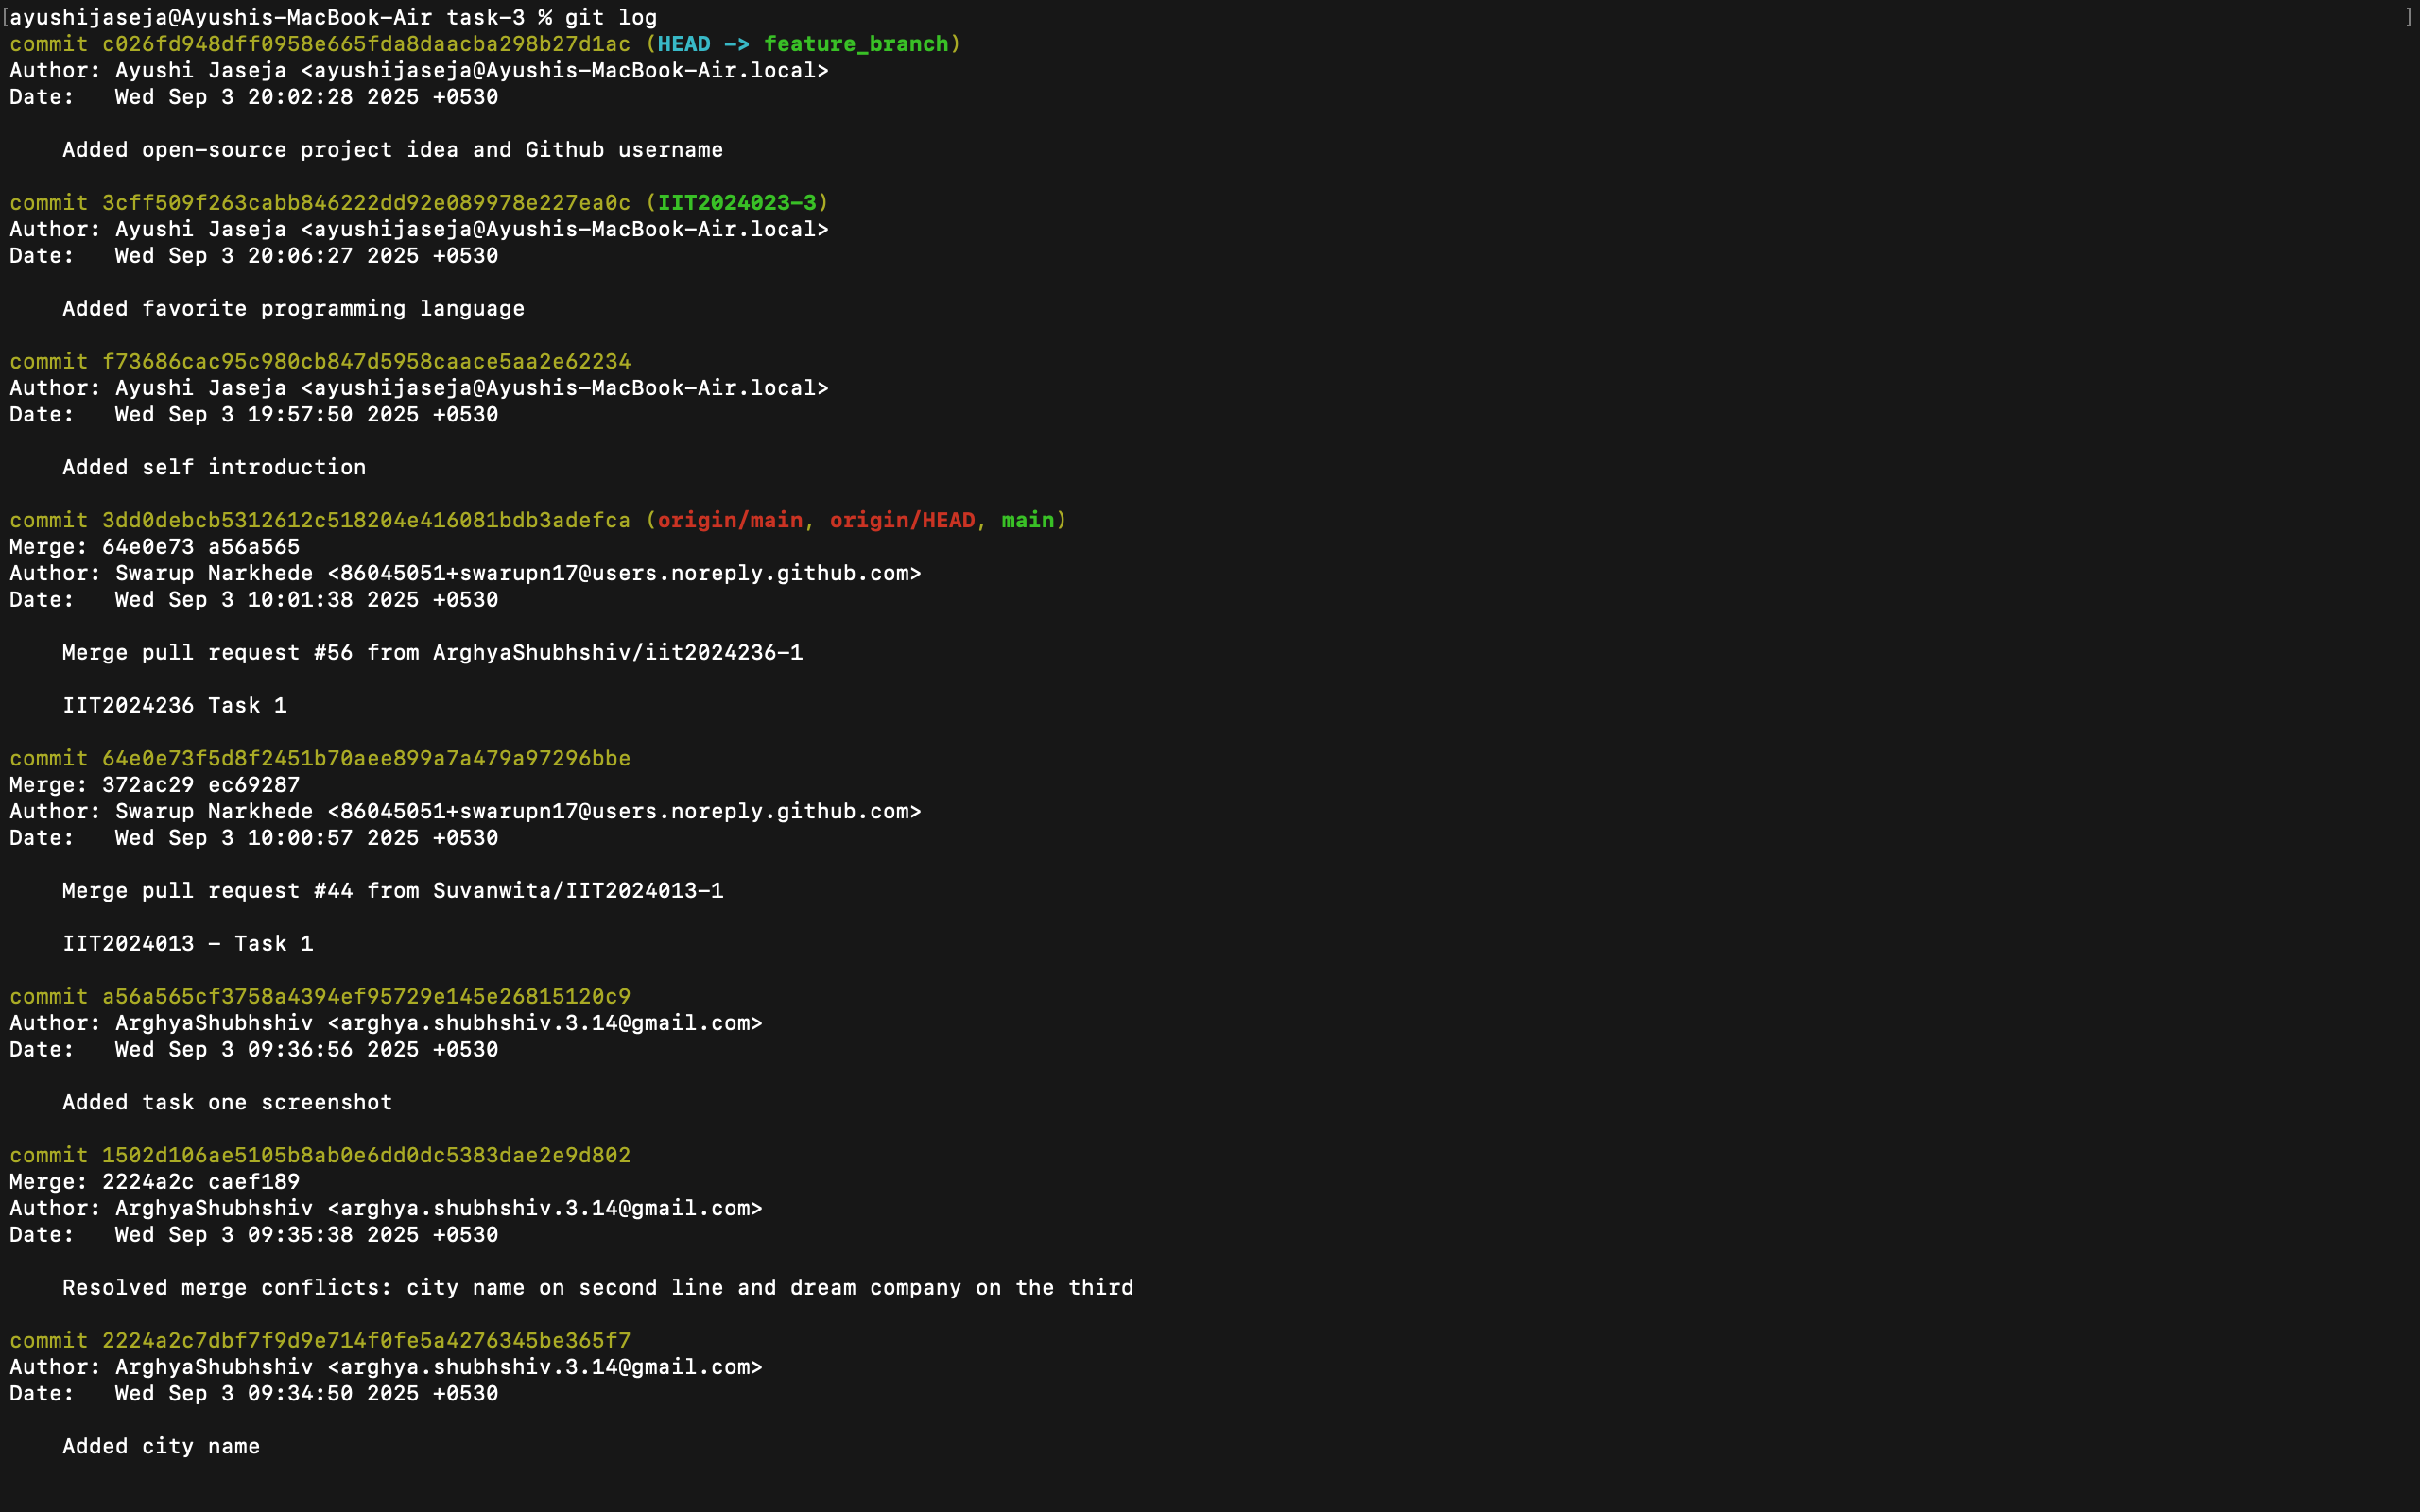 [ayushijaseja@Ayushis-MacBook-Air task-3 % git log ]
commit c026fd948dff0958e665fda8daacba298b27d1ac (HEAD -> feature_branch)
Author: Ayushi Jaseja <ayushijaseja@Ayushis-MacBook-Air.local>
Date:   Wed Sep 3 20:02:28 2025 +0530
    Added open-source project idea and Github username
commit 3cff509f263cabb846222dd92e089978e227ea0c (IIT2024023-3)
Author: Ayushi Jaseja <ayushijaseja@Ayushis-MacBook-Air.local>
Date:   Wed Sep 3 20:06:27 2025 +0530
    Added favorite programming language
commit f73686cac95c980cb847d5958caace5aa2e62234
Author: Ayushi Jaseja <ayushijaseja@Ayushis-MacBook-Air.local>
Date:   Wed Sep 3 19:57:50 2025 +0530
    Added self introduction
commit 3dd0debcb5312612c518204e416081bdb3adefca (origin/main, origin/HEAD, main)
Merge: 64e0e73 a56a565
Author: Swarup Narkhede <86045051+swarupn17@users.noreply.github.com>
Date:   Wed Sep 3 10:01:38 2025 +0530
    Merge pull request #56 from ArghyaShubhshiv/iit2024236-1
    IIT2024236 Task 1
commit 64e0e73f5d8f2451b70aee899a7a479a97296bbe
Merge: 372ac29 ec69287
Author: Swarup Narkhede <86045051+swarupn17@users.noreply.github.com>
Date:   Wed Sep 3 10:00:57 2025 +0530
    Merge pull request #44 from Suvanwita/IIT2024013-1
    IIT2024013 - Task 1
commit a56a565cf3758a4394ef95729e145e26815120c9
Author: ArghyaShubhshiv <arghya.shubhshiv.3.14@gmail.com>
Date:   Wed Sep 3 09:36:56 2025 +0530
    Added task one screenshot
commit 1502d106ae5105b8ab0e6dd0dc5383dae2e9d802
Merge: 2224a2c caef189
Author: ArghyaShubhshiv <arghya.shubhshiv.3.14@gmail.com>
Date:   Wed Sep 3 09:35:38 2025 +0530
    Resolved merge conflicts: city name on second line and dream company on the third
commit 2224a2c7dbf7f9d9e714f0fe5a4276345be365f7
Author: ArghyaShubhshiv <arghya.shubhshiv.3.14@gmail.com>
Date:   Wed Sep 3 09:34:50 2025 +0530
    Added city name